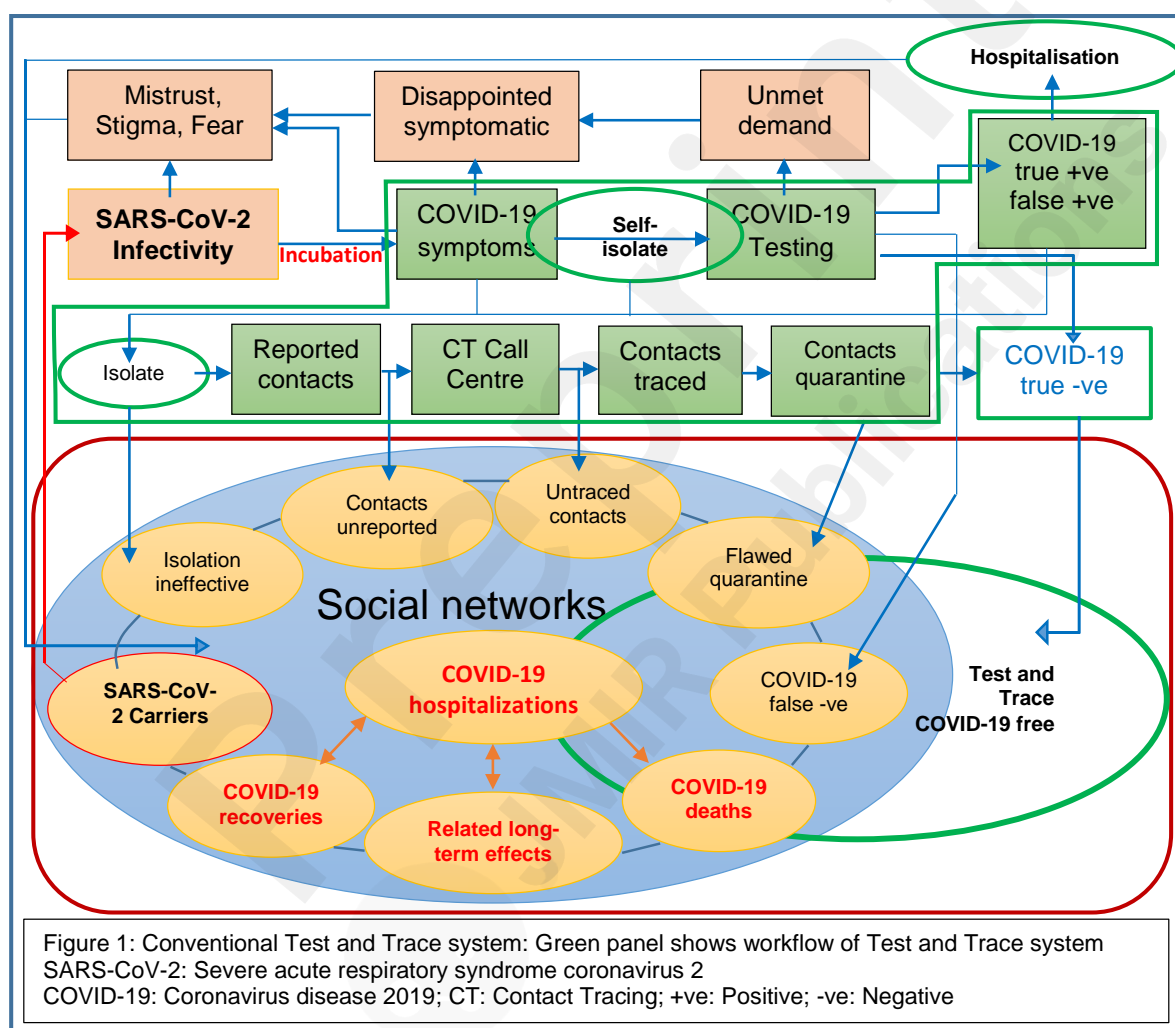 Hospitalisation
Mistrust,
Stigma, Fear
Disappointed
symptomatic
Unmet
demand
COVID-19
true +ve
false +ve
SARS-CoV-2
Infectivity
Incubation
COVID-19
symptoms
Self-
isolate
COVID-19
Testing
Isolate
Reported
contacts
CT Call
Centre
Contacts
traced
Contacts
quarantine
COVID-19
true -ve
Contacts
unreported
Untraced
contacts
Isolation
ineffective
Flawed
quarantine
Social networks
SARS-CoV-
2 Carriers
COVID-19
hospitalizations
COVID-19
false -ve
Test and
Trace
COVID-19 free
COVID-19
recoveries
Related long-
term effects
COVID-19
deaths
Preprint
JMIR Publications
Figure 1: Conventional Test and Trace system: Green panel shows workflow of Test and Trace system
SARS-CoV-2: Severe acute respiratory syndrome coronavirus 2
COVID-19: Coronavirus disease 2019; CT: Contact Tracing; +ve: Positive; -ve: Negative